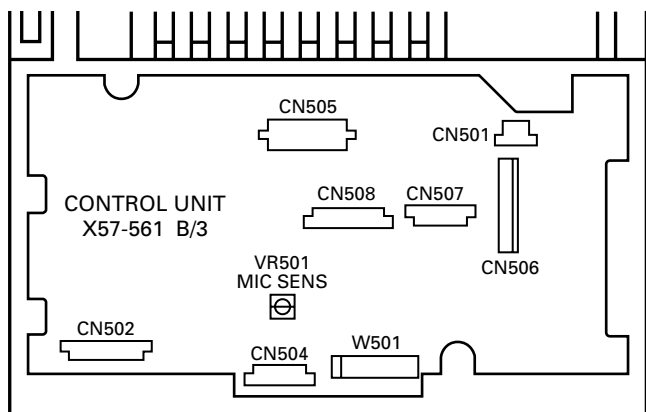 CN505
CN501
CN508
CN507
CONTROL UNIT
X57-561 B/3
CN506
VR501
MIC SENS
CN502
CN504
W501